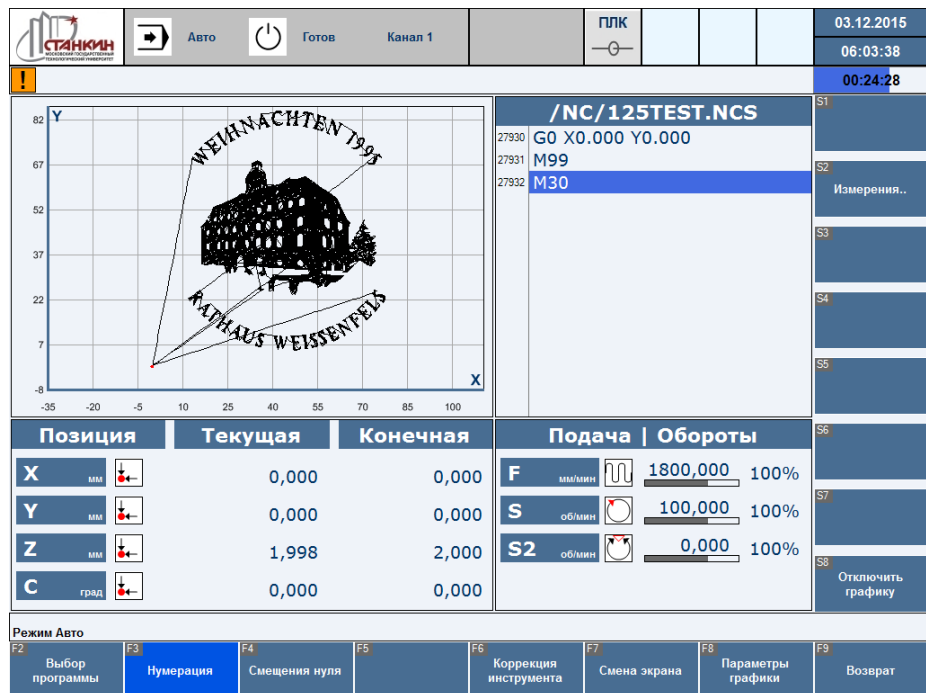 СТАНКИН
МОСКОВСКИЙ ГОСУДАРСТВЕННЫЙ
ТЕХНОЛОГИЧЕСКИЙ УНИВЕРСИТЕТ
Авто
Готов
Канал 1
ПЛК
03.12.2015
06:03:38
!
00:24:28
82
67
52
37
22
7
-8
Y
X
-35 -20 -5 10 25 40 55 70 85 100
WEIHNACHTEN 1995
RATHAUS WEISSENFELS
/NC/125TEST.NCS
27930 G0 X0.000 Y0.000
27931 M99
27932 M30
S1
S2
Измерения..
S3
S4
S5
S6
S7
S8
Отключить
графику
Позиция Текущая Конечная
X мм 0,000 0,000
Y мм 0,000 0,000
Z мм 1,998 2,000
C град 0,000 0,000
Подача | Обороты
F мм/мин 1800,000 100%
S об/мин 100,000 100%
S2 об/мин 0,000 100%
Режим Авто
F2
Выбор
программы
F3
Нумерация
F4
Смещения нуля
F5
F6
Коррекция
инструмента
F7
Смена экрана
F8
Параметры
графики
F9
Возврат